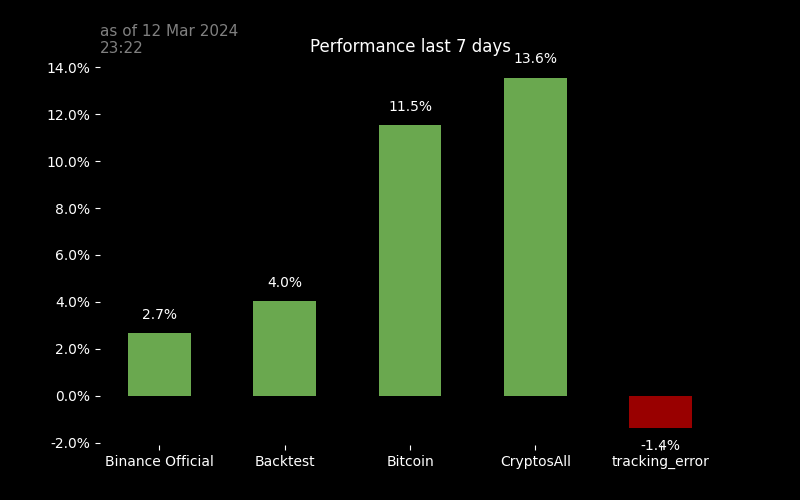 as of 12 Mar 2024
23:22
Performance last 7 days
14.0%
12.0%
10.0%
8.0%
6.0%
4.0%
2.0%
0.0%
-2.0%
2.7%
4.0%
11.5%
13.6%
-1.4%
Binance Official
Backtest
Bitcoin
CryptosAll
tracking_error